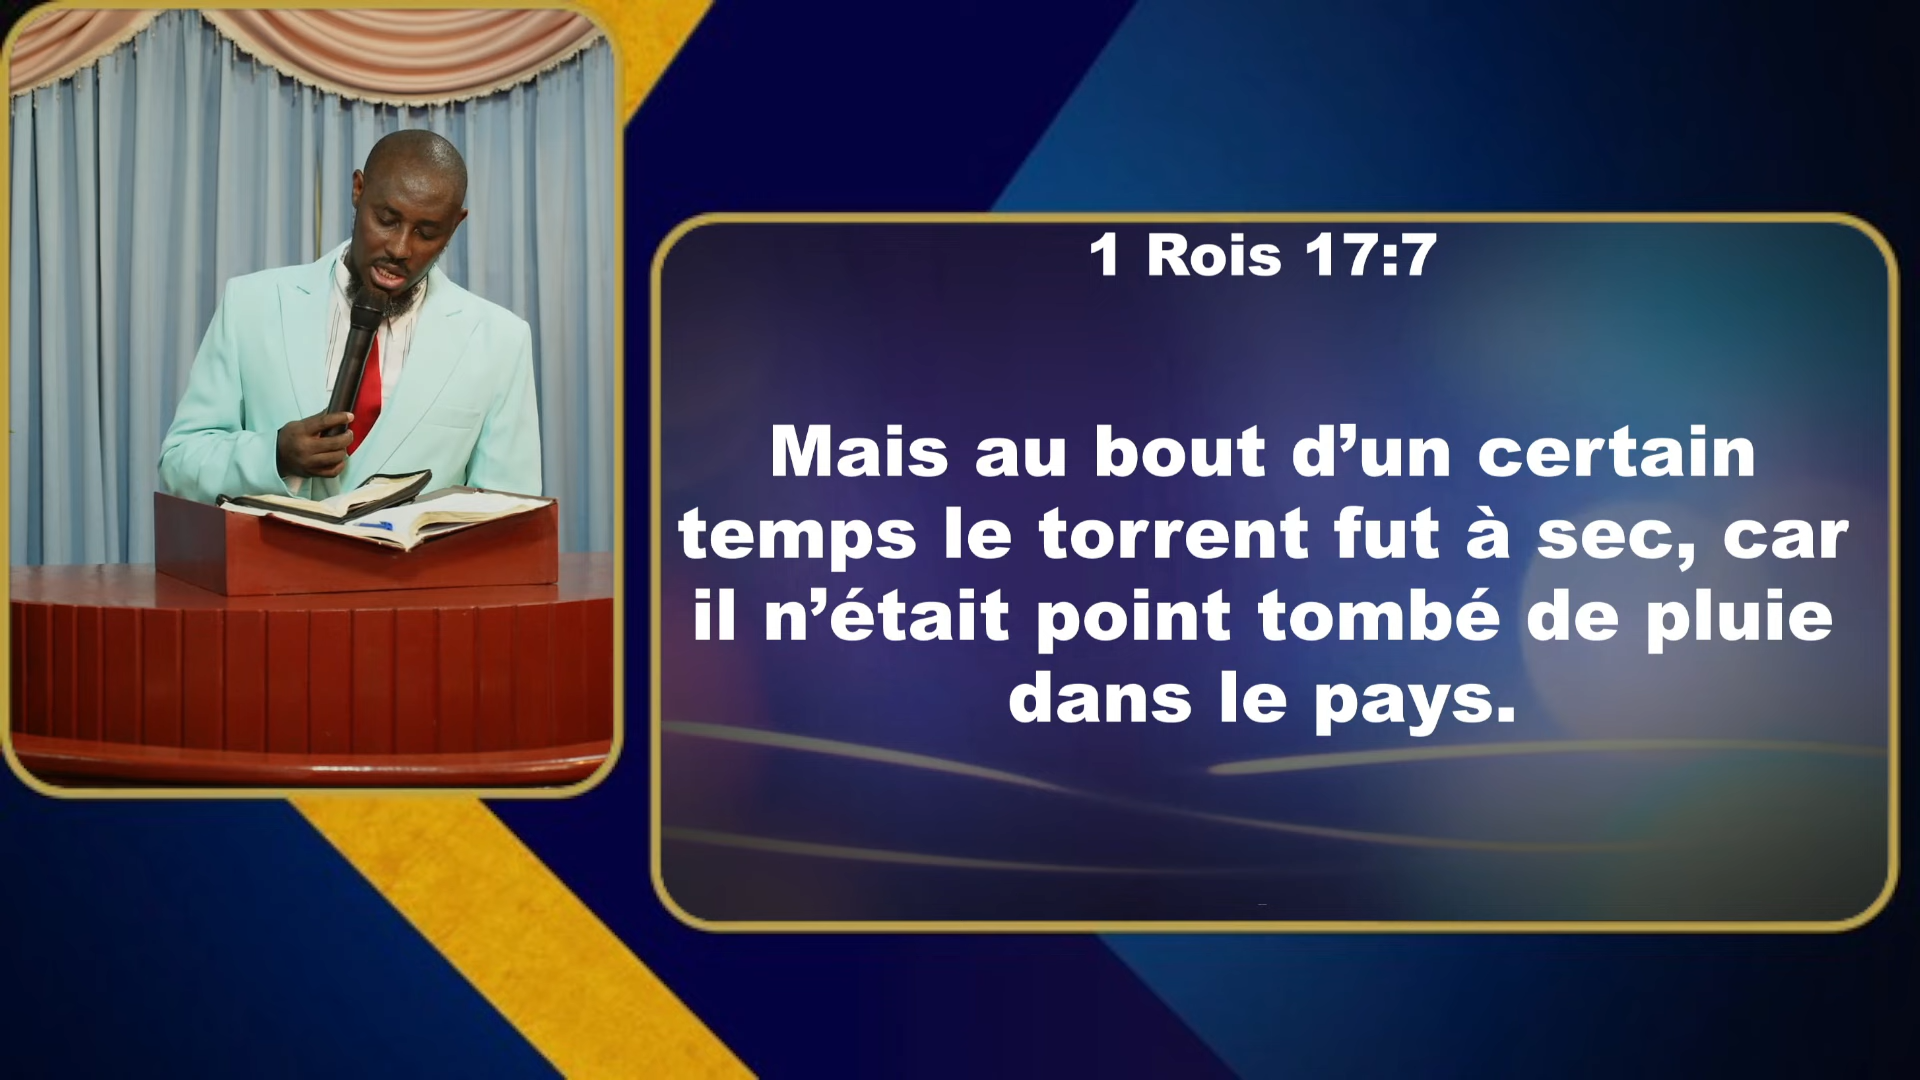 1 Rois 17:7
Mais au bout d’un certain
temps le torrent fut à sec, car
il n’était point tombé de pluie
dans le pays.